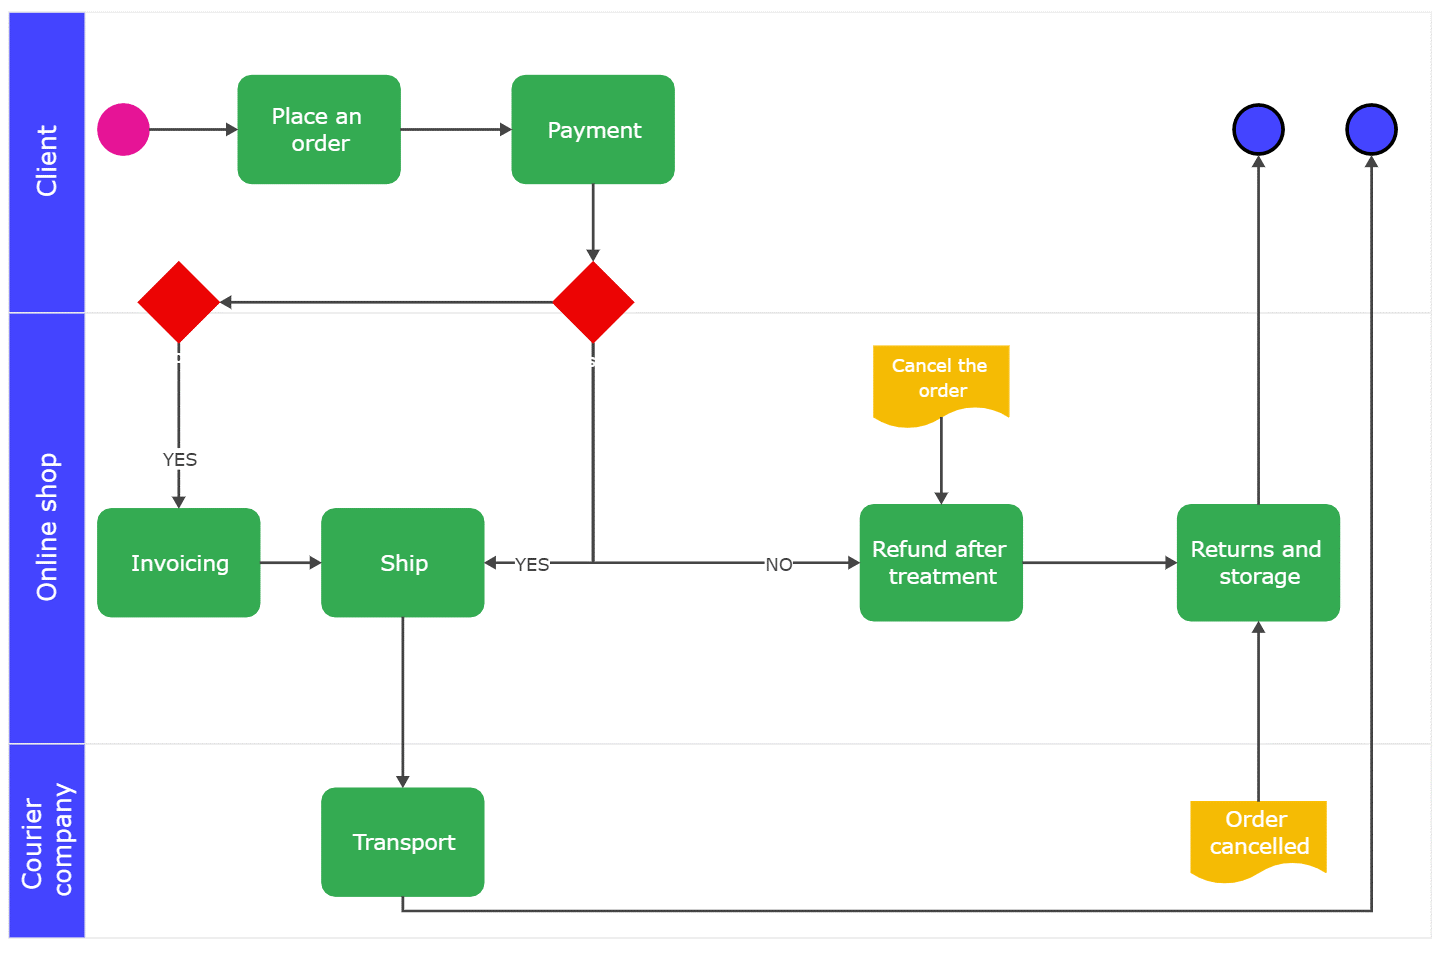 Client
Place an
order
Payment
Online shop
Cancel the
order
YES
Invoicing
Ship
YES
NO
Refund after
treatment
Returns and
storage
Courier
company
Transport
Order
cancelled